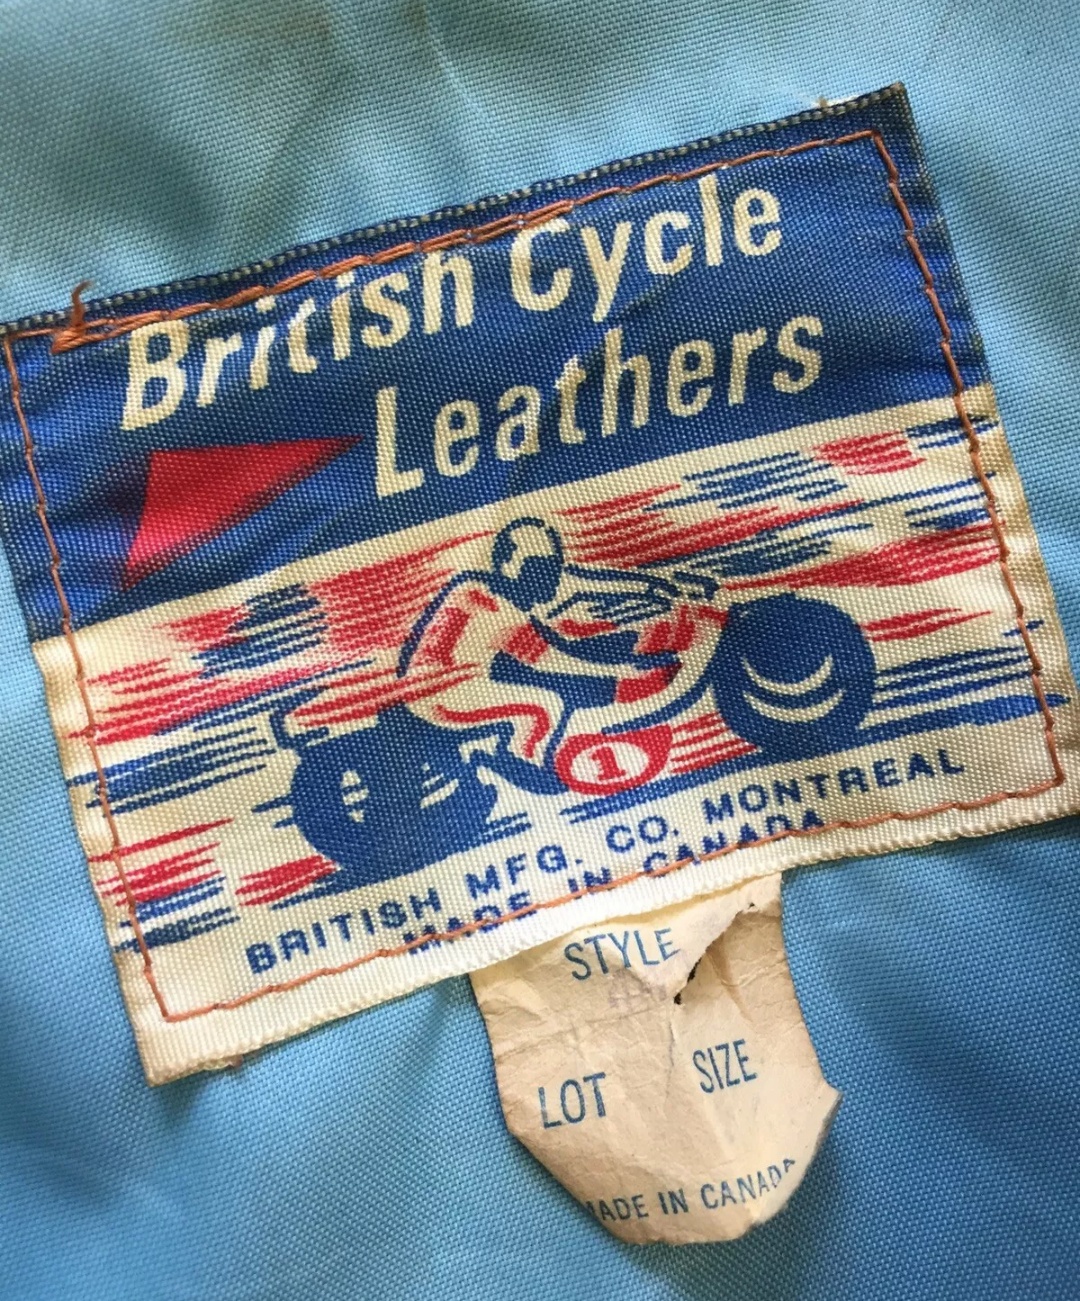 British Cycle
Leathers
1
BRITISH MFG. CO. MONTREAL
MADE IN CANADA
STYLE
LOT SIZE
MADE IN CANADA